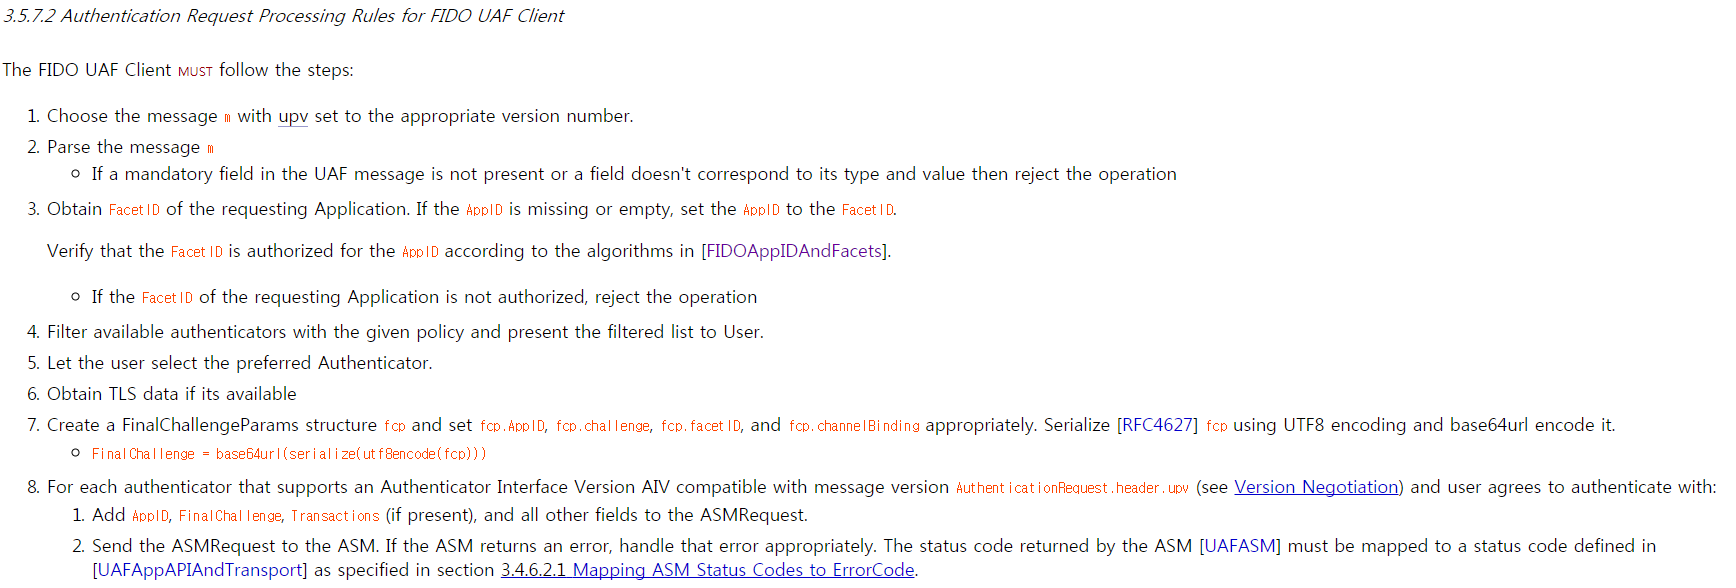 3.5.7.2 Authentication Request Processing Rules for FIDO UAF Client
The FIDO UAF Client MUST follow the steps:
1. Choose the message m with upv set to the appropriate version number.
2. Parse the message m
o If a mandatory field in the UAF message is not present or a field doesn't correspond to its type and value then reject the operation
3. Obtain FacetID of the requesting Application. If the AppID is missing or empty, set the AppID to the FacetID.
Verify that the FacetID is authorized for the AppID according to the algorithms in [FIDOAppIDAndFacets].
o If the FacetID of the requesting Application is not authorized, reject the operation
4. Filter available authenticators with the given policy and present the filtered list to User.
5. Let the user select the preferred Authenticator.
6. Obtain TLS data if its available
7. Create a FinalChallengeParams structure fcp and set fcp.AppID, fcp.challenge, fcp.facetID, and fcp.channelBinding appropriately. Serialize [RFC4627] fcp using UTF8 encoding and base64url encode it.
o FinalChallenge = base64url(serialize(utf8encode(fcp)))
8. For each authenticator that supports an Authenticator Interface Version AIV compatible with message version AuthenticationRequest.header.upv (see Version Negotiation) and user agrees to authenticate with:
1. Add AppID, FinalChallenge, Transactions (if present), and all other fields to the ASMRequest.
2. Send the ASMRequest to the ASM. If the ASM returns an error, handle that error appropriately. The status code returned by the ASM [UAFASM] must be mapped to a status code defined in
[UAFAppAPIAndTransport] as specified in section 3.4.6.2.1 Mapping ASM Status Codes to ErrorCode.